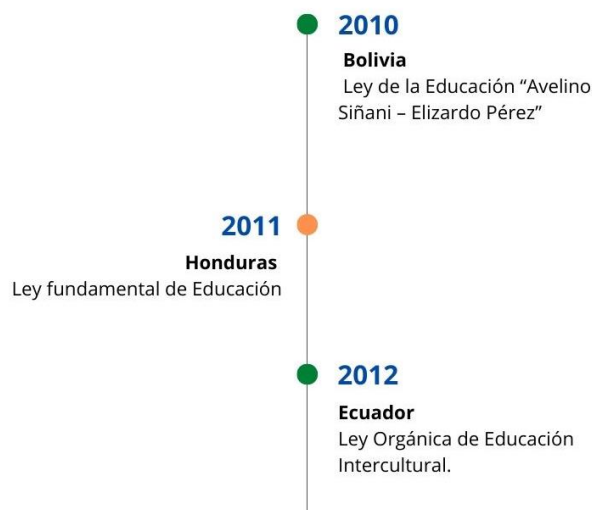 2010
Bolivia
Ley de la Educación “Avelino
Siñani – Elizardo Pérez”
2011
Honduras
Ley fundamental de Educación
2012
Ecuador
Ley Orgánica de Educación
Intercultural.